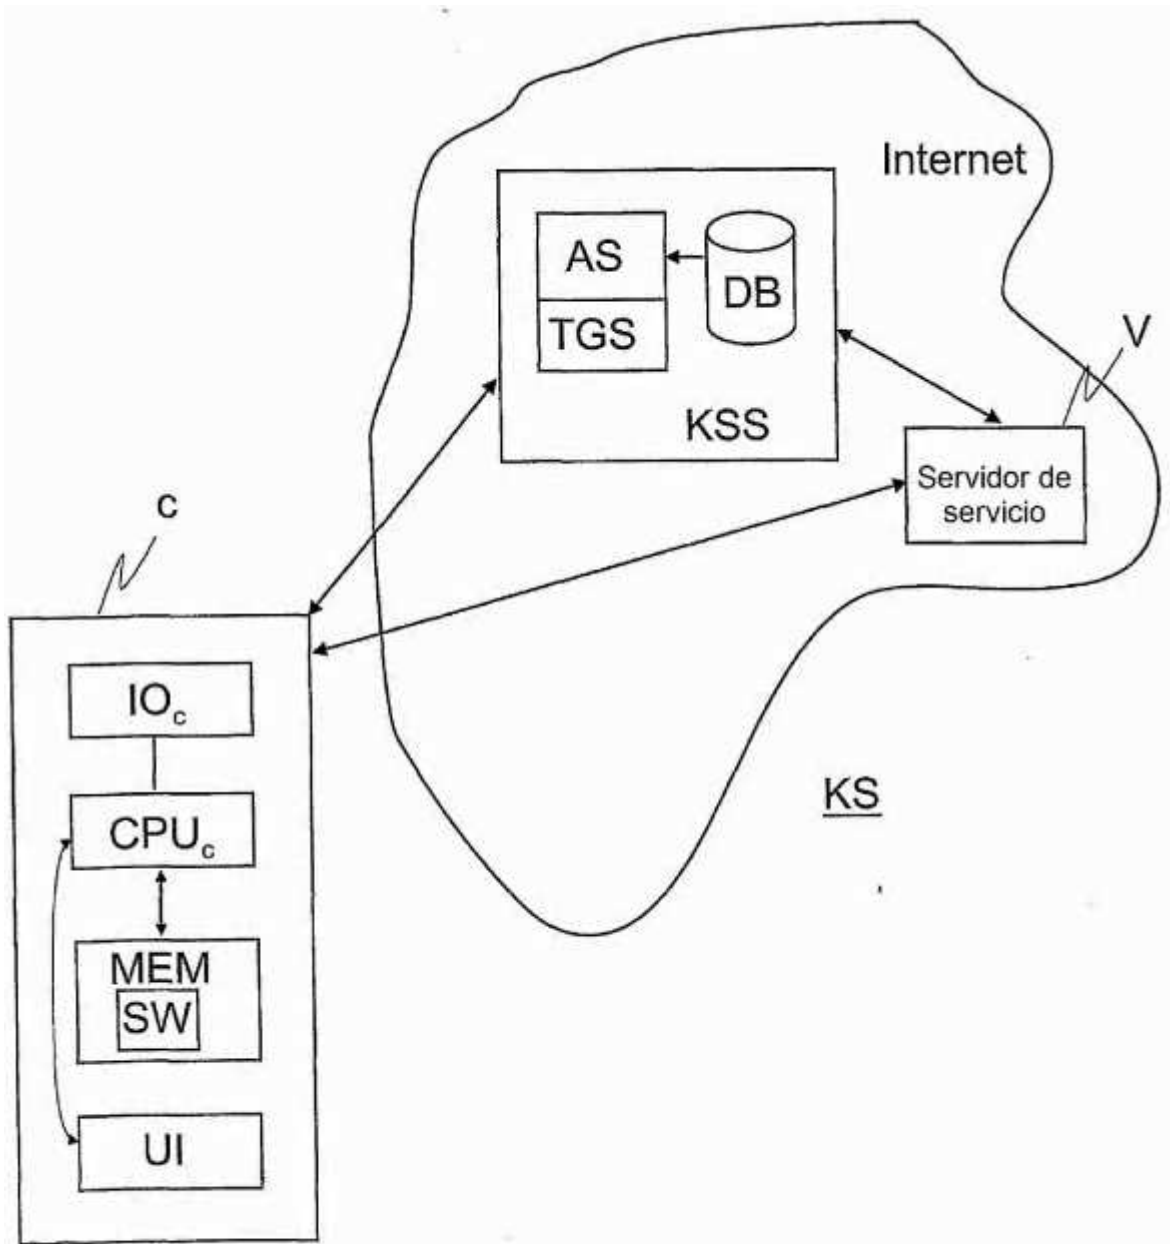 Internet
AS
DB
TGS
V
KSS
Servidor de
servicio
c
IOc
CPUc
KS
MEM
SW
UI